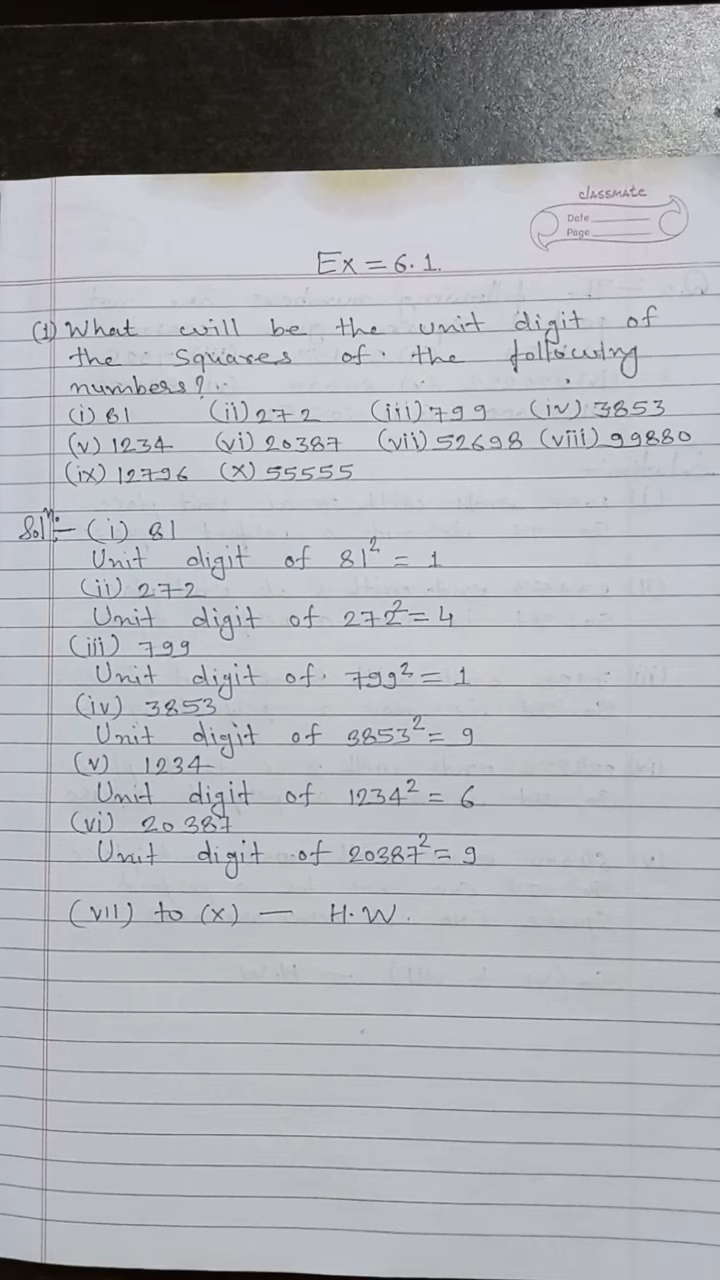 classmate
Date
Page
Ex = 6.1.
(1) What will be the unit digit of
the squares of the following
numbers?
(i) 81 (ii) 272 (iii) 799 (iv) 3853
(v) 1234 (vi) 20387 (vii) 52698 (viii) 99880
(ix) 12796 (x) 55555
Solⁿ:- (i) 81
Unit digit of 81² = 1
(ii) 272
Unit digit of 272² = 4
(iii) 799
Unit digit of 799² = 1
(iv) 3853
Unit digit of 3853² = 9
(v) 1234
Unit digit of 1234² = 6
(vi) 20387
Unit digit of 20387² = 9
(vii) to (x) — H.W.